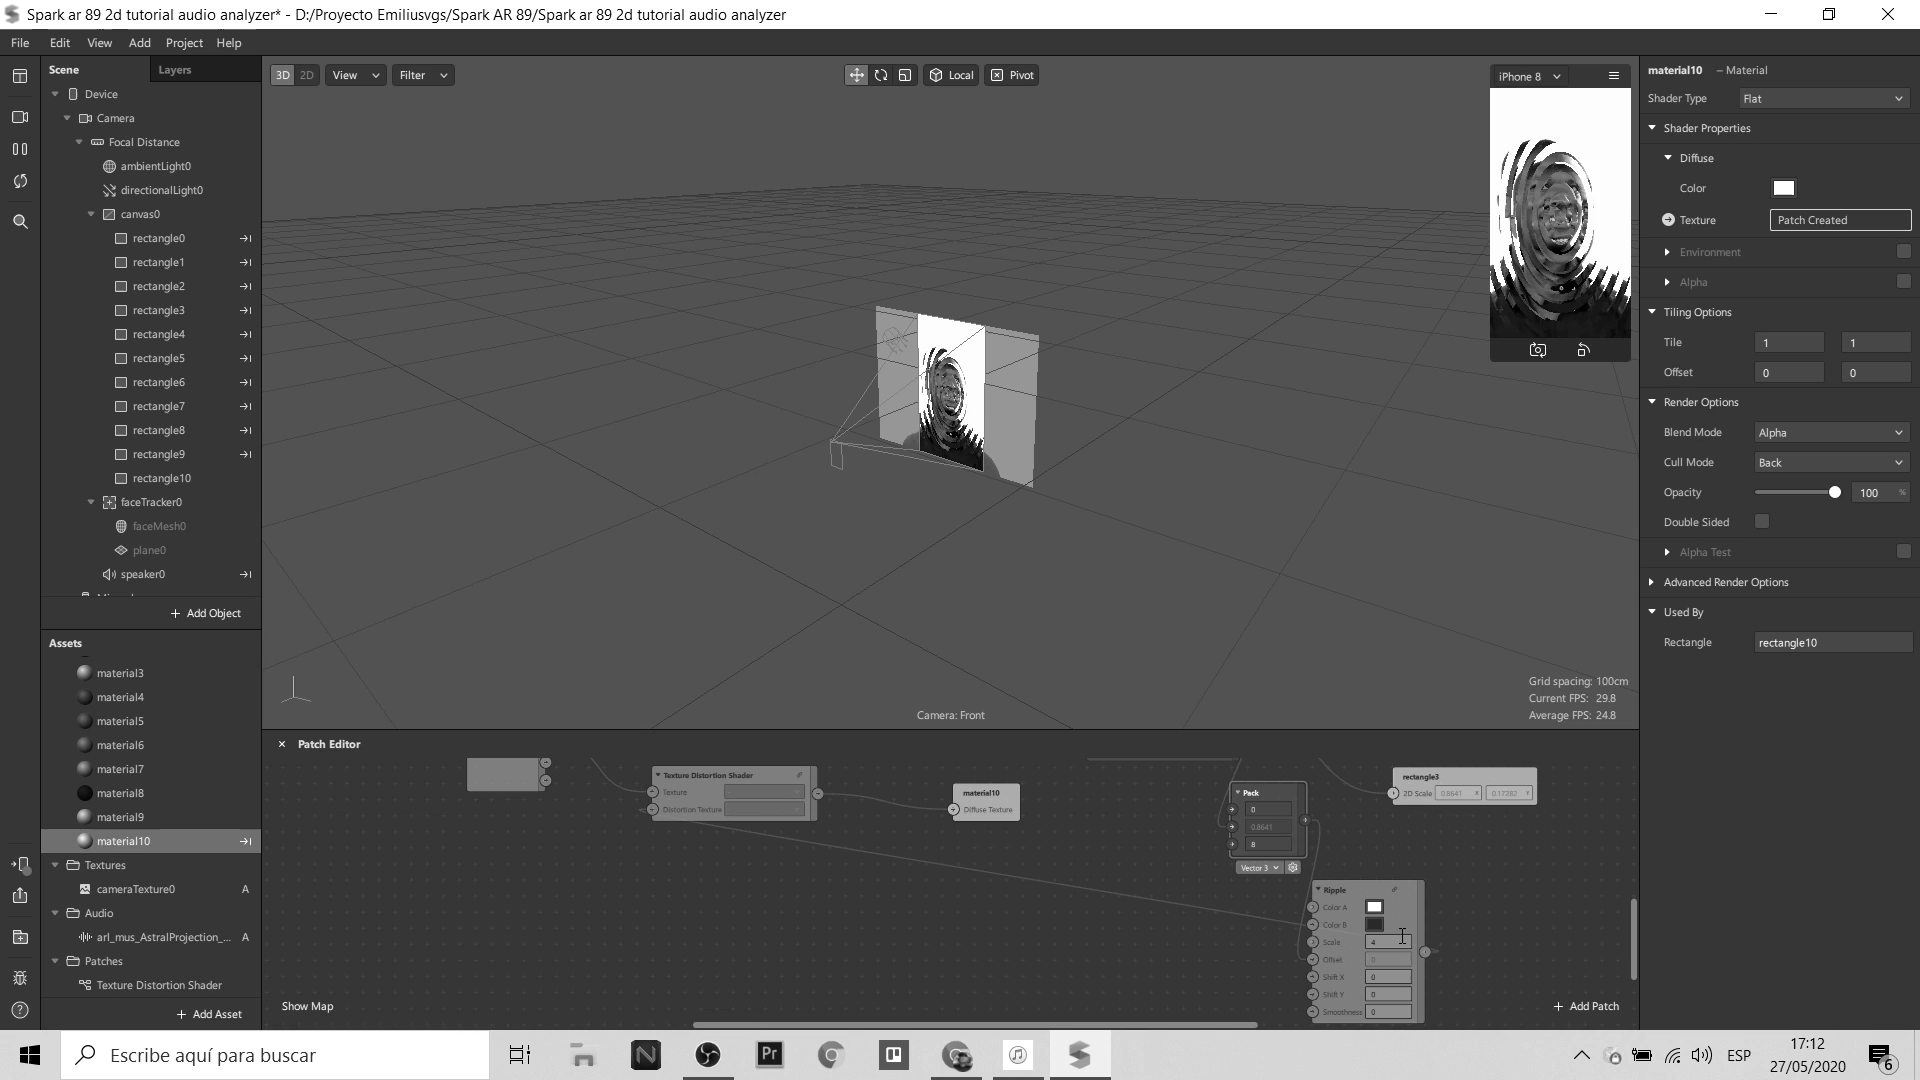 Spark ar 89 2d tutorial audio analyzer* - D:/Proyecto Emiliusvgs/Spark AR 89/Spark ar 89 2d tutorial audio analyzer
File Edit View Add Project Help
Scene Layers
Device
Camera
Focal Distance
ambientLight0
directionalLight0
canvas0
rectangle0
rectangle1
rectangle2
rectangle3
rectangle4
rectangle5
rectangle6
rectangle7
rectangle8
rectangle9
rectangle10
faceTracker0
faceMesh0
plane0
speaker0
+ Add Object
Assets
material3
material4
material5
material6
material7
material8
material9
material10
Textures
cameraTexture0 A
Audio
arl_mus_AstralProjection_... A
Patches
Texture Distortion Shader
+ Add Asset
3D 2D View Filter
Local Pivot
iPhone 8
Grid spacing: 100cm
Current FPS: 29.8
Average FPS: 24.8
Camera: Front
material10 – Material
Shader Type Flat
Shader Properties
Diffuse
Color
Texture Patch Created
Environment
Alpha
Tiling Options
Tile 1 1
Offset 0 0
Render Options
Blend Mode Alpha
Cull Mode Back
Opacity 100 %
Double Sided
Alpha Test
Advanced Render Options
Used By
Rectangle rectangle10
× Patch Editor
Texture Distortion Shader
Texture
Distortion Texture
material10
Diffuse Texture
Pack
0
0.8641
8
Vector 3
rectangle3
2D Scale 0.8641 X 0.17282 Y
Ripple
Color A
Color B
Scale 4
Offset 0
Shift X 0
Shift Y 0
Smoothness 0
Show Map
+ Add Patch
Escribe aquí para buscar
N
Pr
ESP
17:12
27/05/2020
6